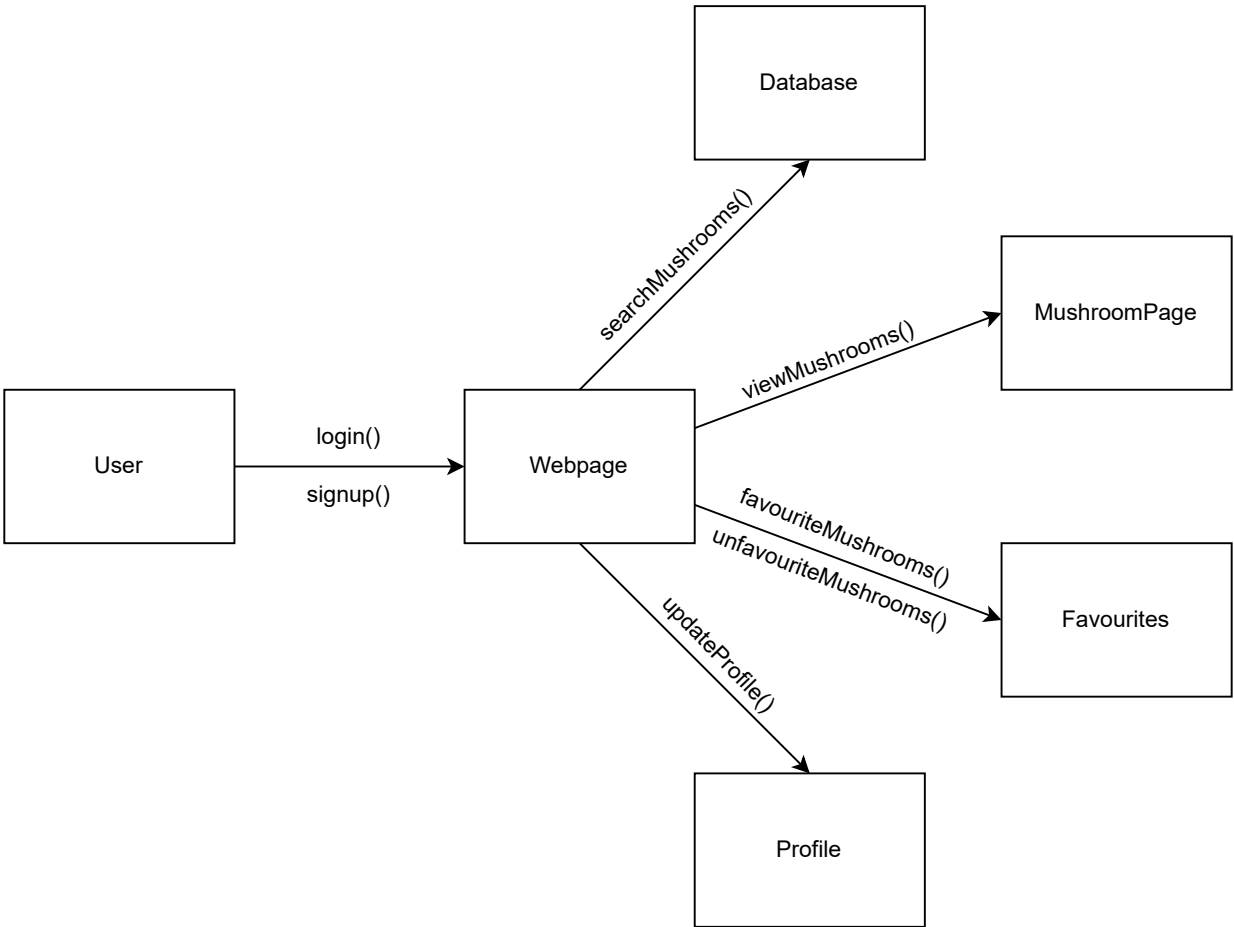 Database
searchMushrooms()
MushroomPage
viewMushrooms()
User
login()
signup()
Webpage
favouriteMushrooms()
unfavouriteMushrooms()
Favourites
updateProfile()
Profile